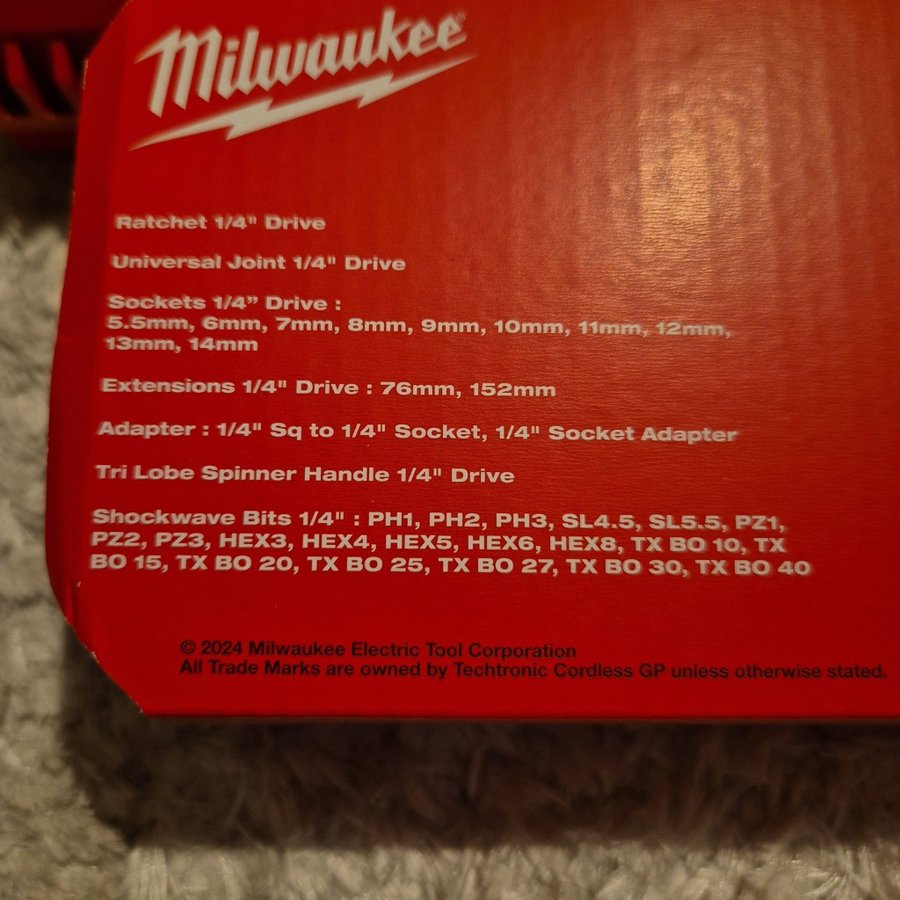 Milwaukee®
Ratchet 1/4" Drive
Universal Joint 1/4" Drive
Sockets 1/4” Drive :
5.5mm, 6mm, 7mm, 8mm, 9mm, 10mm, 11mm, 12mm,
13mm, 14mm
Extensions 1/4" Drive : 76mm, 152mm
Adapter : 1/4" Sq to 1/4" Socket, 1/4" Socket Adapter
Tri Lobe Spinner Handle 1/4" Drive
Shockwave Bits 1/4" : PH1, PH2, PH3, SL4.5, SL5.5, PZ1,
PZ2, PZ3, HEX3, HEX4, HEX5, HEX6, HEX8, TX BO 10, TX
BO 15, TX BO 20, TX BO 25, TX BO 27, TX BO 30, TX BO 40
© 2024 Milwaukee Electric Tool Corporation
All Trade Marks are owned by Techtronic Cordless GP unless otherwise stated.